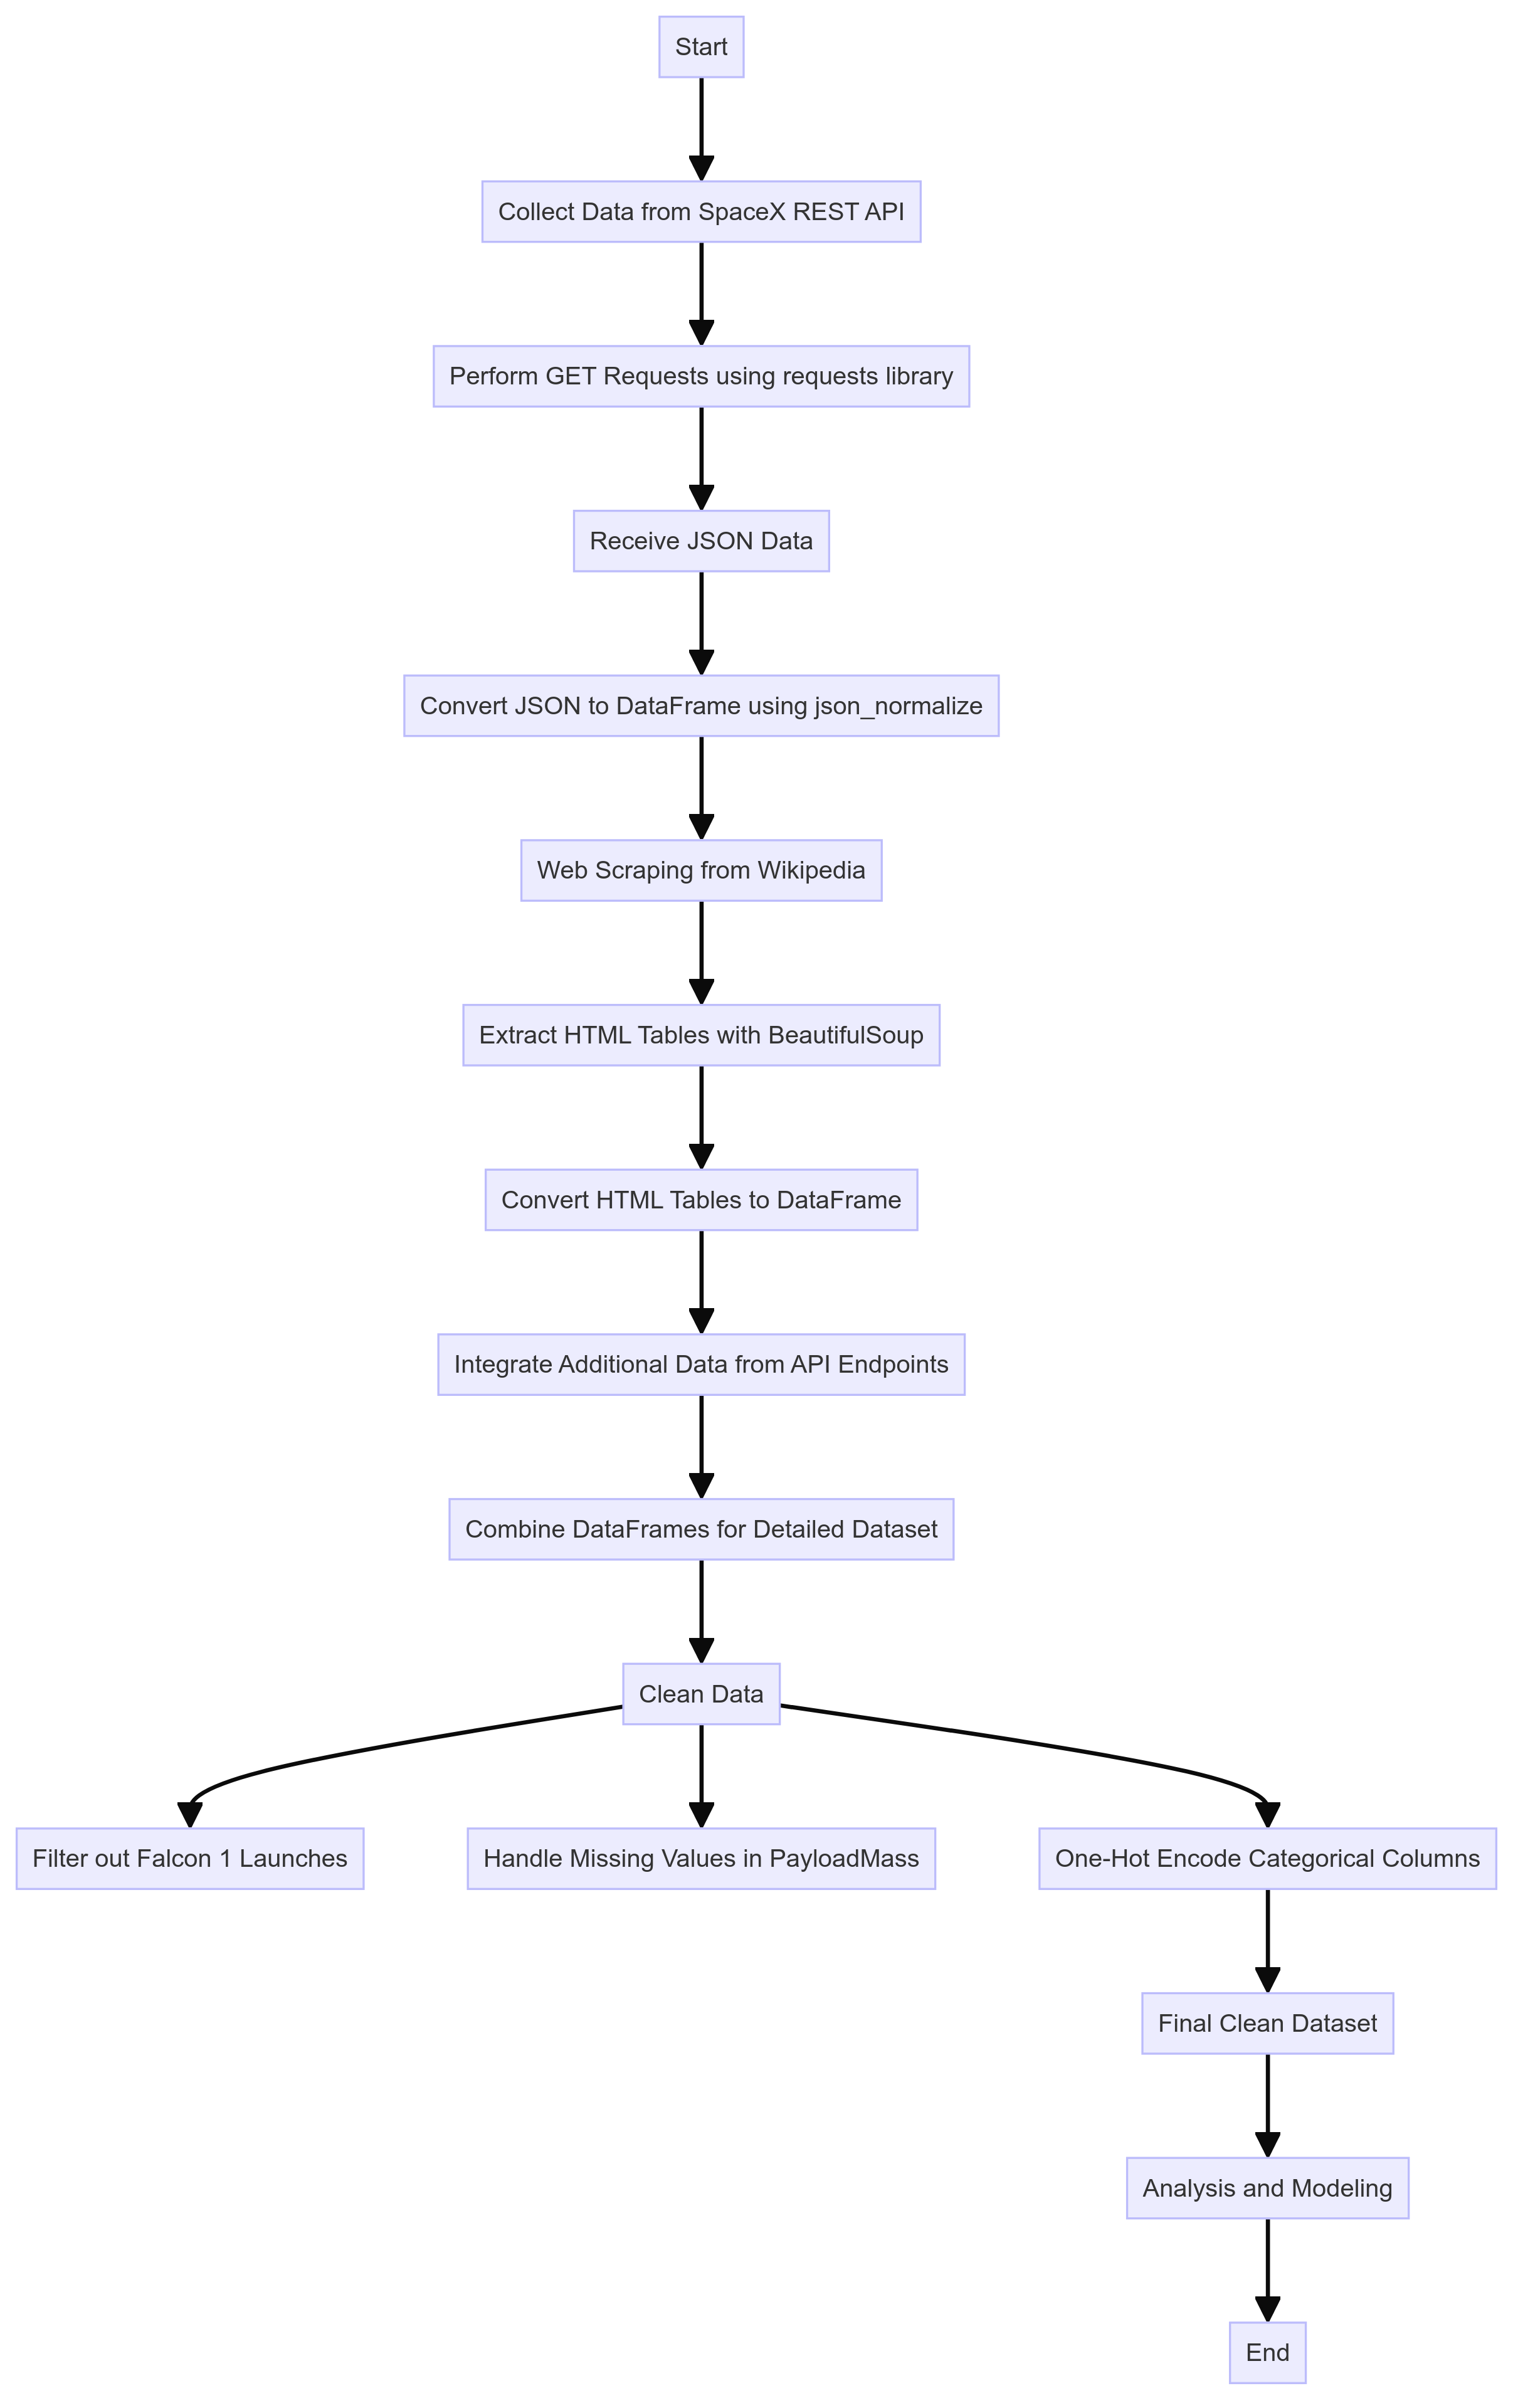 Start
Collect Data from SpaceX REST API
Perform GET Requests using requests library
Receive JSON Data
Convert JSON to DataFrame using json_normalize
Web Scraping from Wikipedia
Extract HTML Tables with BeautifulSoup
Convert HTML Tables to DataFrame
Integrate Additional Data from API Endpoints
Combine DataFrames for Detailed Dataset
Clean Data
Filter out Falcon 1 Launches
Handle Missing Values in PayloadMass
One-Hot Encode Categorical Columns
Final Clean Dataset
Analysis and Modeling
End